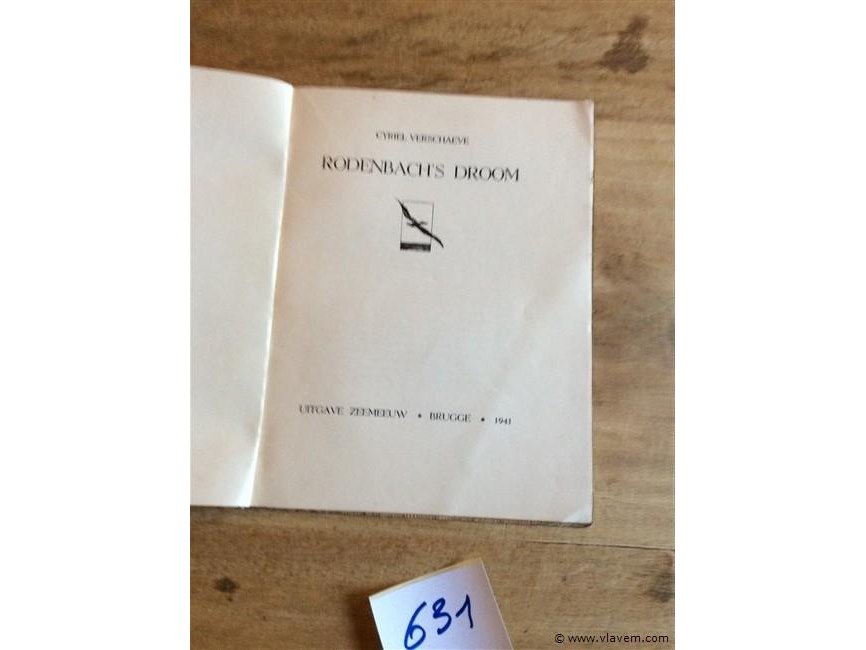 CYRIEL VERSCHAEVE
RODENBACH'S DROOM
UITGAVE ZEEMEEUW • BRUGGE • 1941
631
© www.vlavem.com